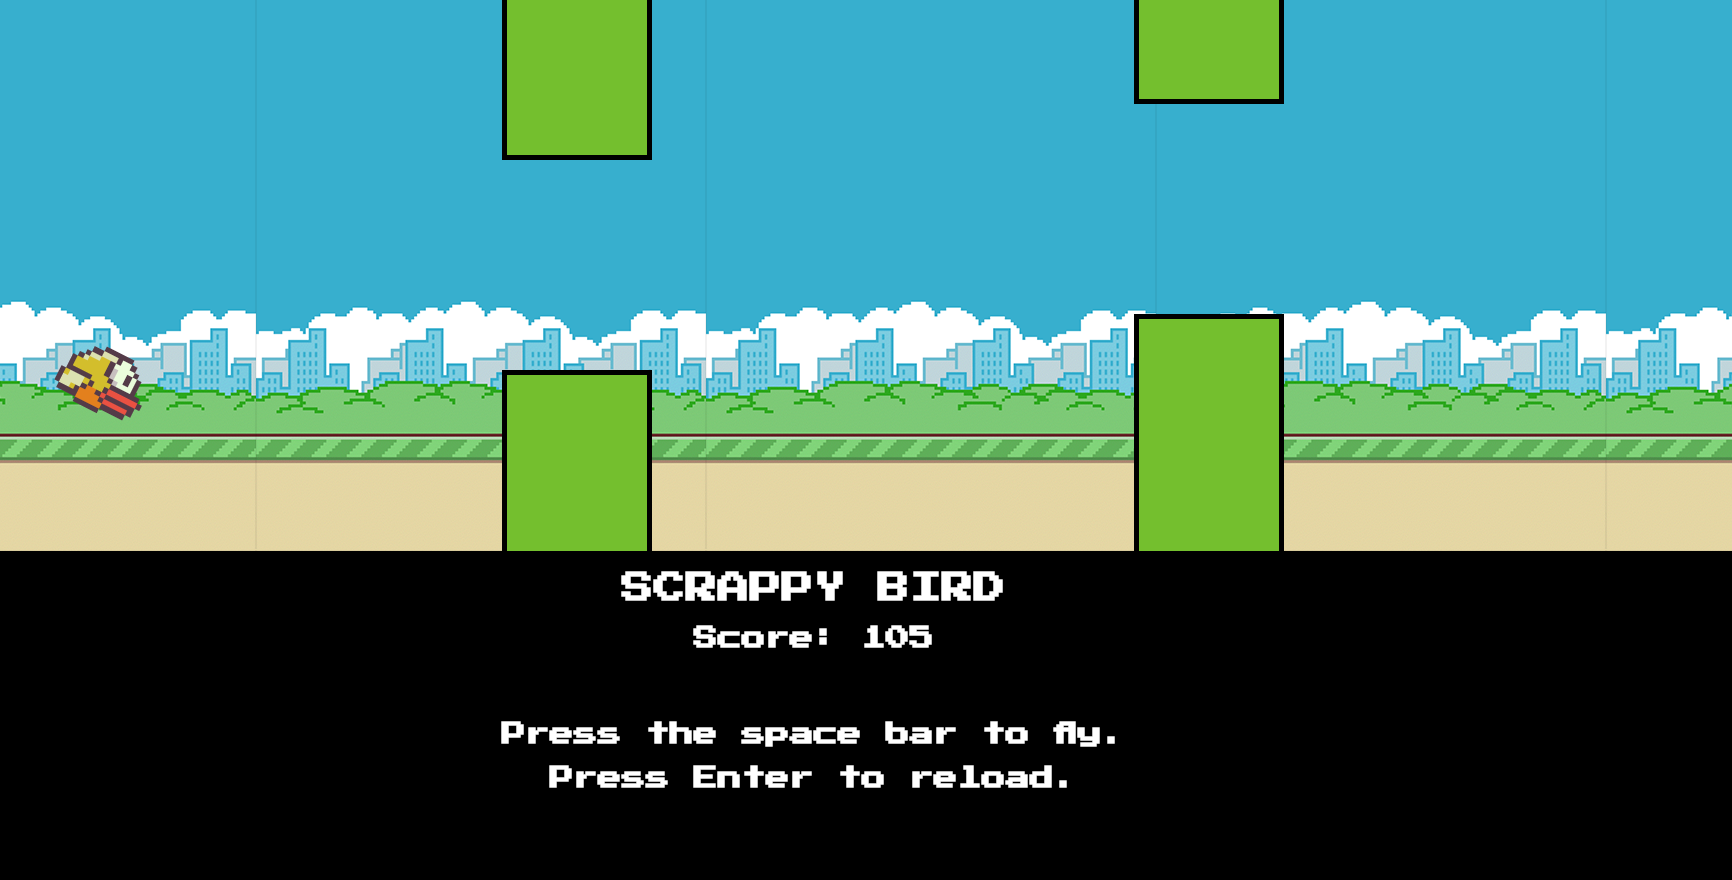 SCRAPPY BIRD
Score: 105
Press the space bar to fly.
Press Enter to reload.